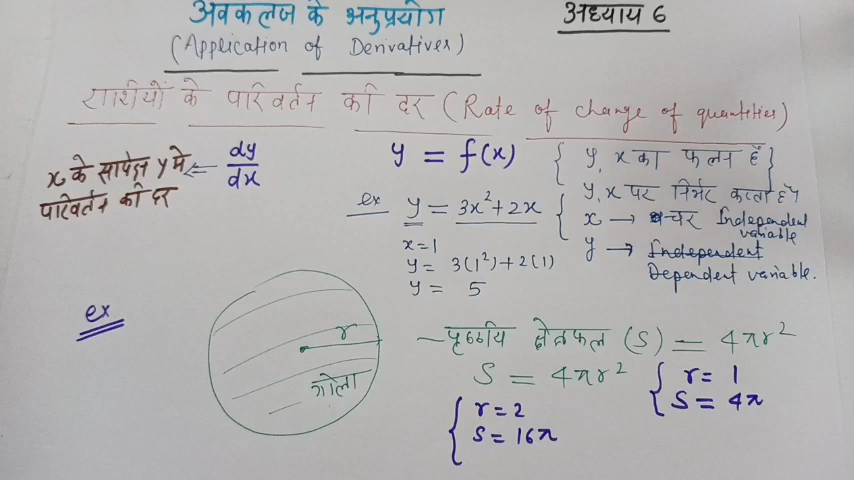 अवकलज के अनुप्रयोग
अध्याय 6
(Application of Derivatives)
राशियों के परिवर्तन की दर (Rate of change of quantities)
x के सापेक्ष y मे
परिवर्तन की दर
dy/dx
y = f(x)
{ y, x का फलन है }
y, x पर निर्भर करता है
ex y = 3x²+2x
x → चर Independent variable
x=1
y = 3(1²)+2(1)
y = 5
y → Independent
Dependent variable.
ex
r
गोला
पृष्ठीय क्षेत्रफल (S) = 4πr²
S = 4πr²
r = 1
S = 4π
r = 2
S = 16π